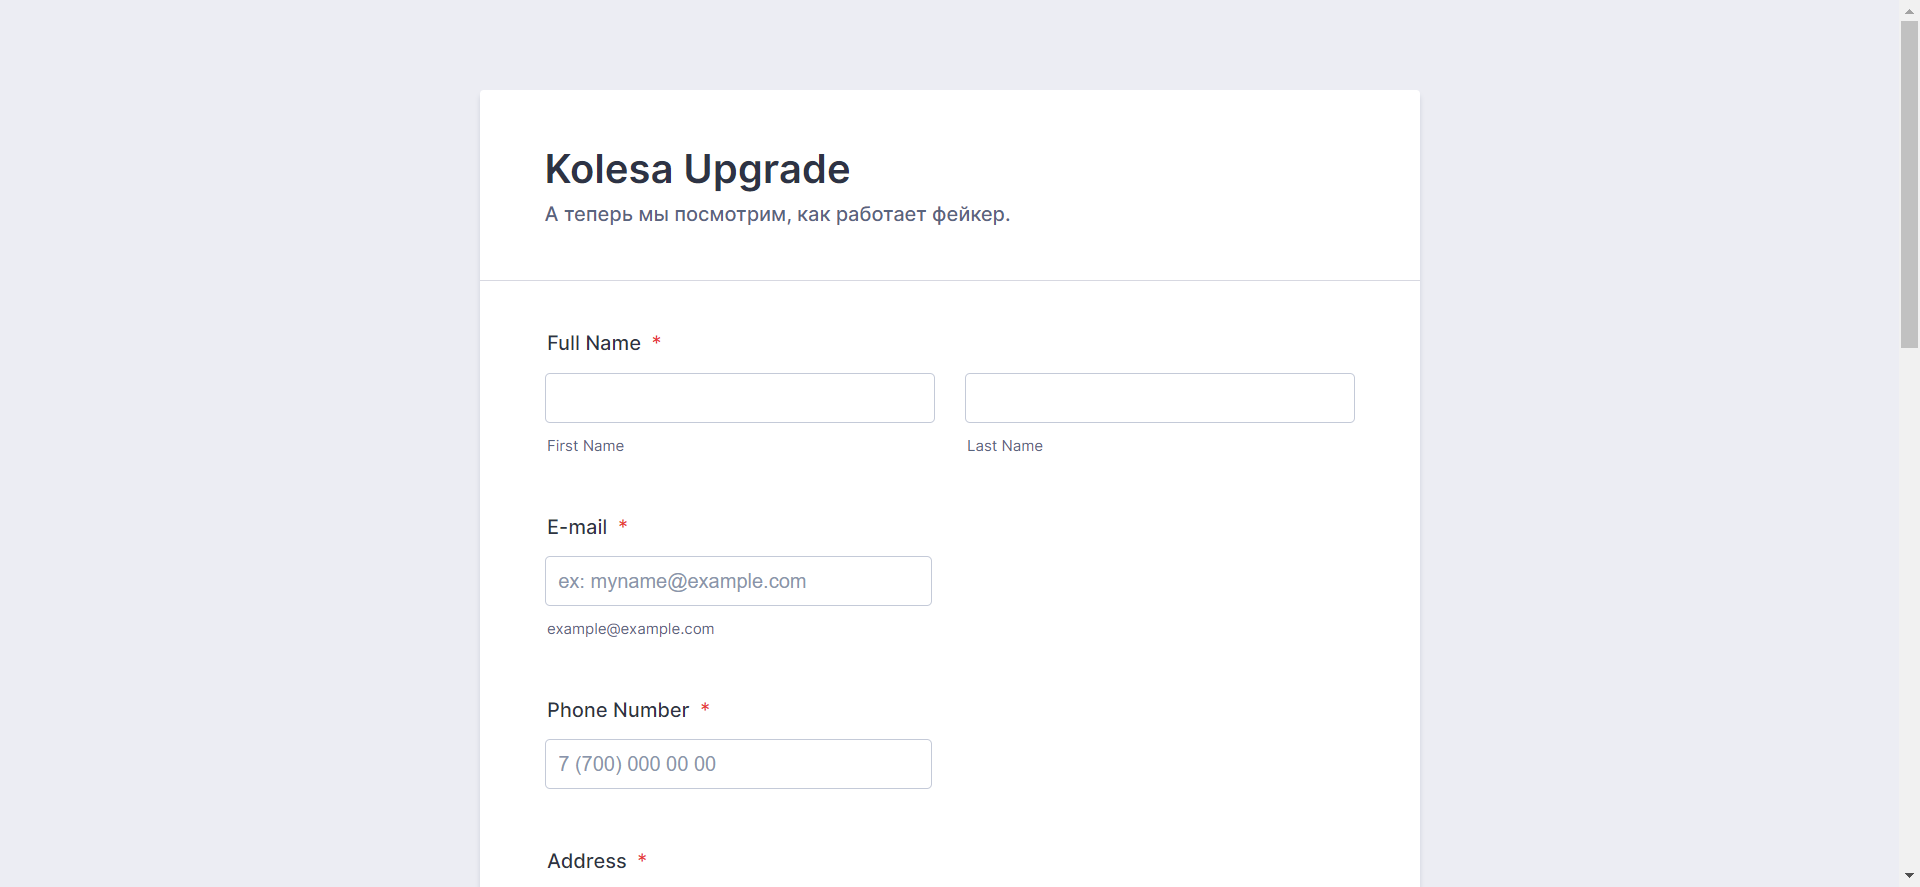 Kolesa Upgrade
А теперь мы посмотрим, как работает фейкер.
Full Name *
First Name
Last Name
E-mail *
ex: myname@example.com
example@example.com
Phone Number *
7 (700) 000 00 00
Address *